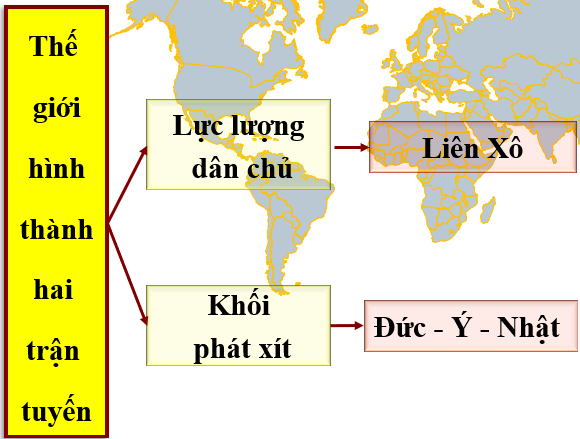 Thế
giới
hình
thành
hai
trận
tuyến
Lực lượng
dân chủ
Liên Xô
Khối
phát xít
Đức - Ý - Nhật